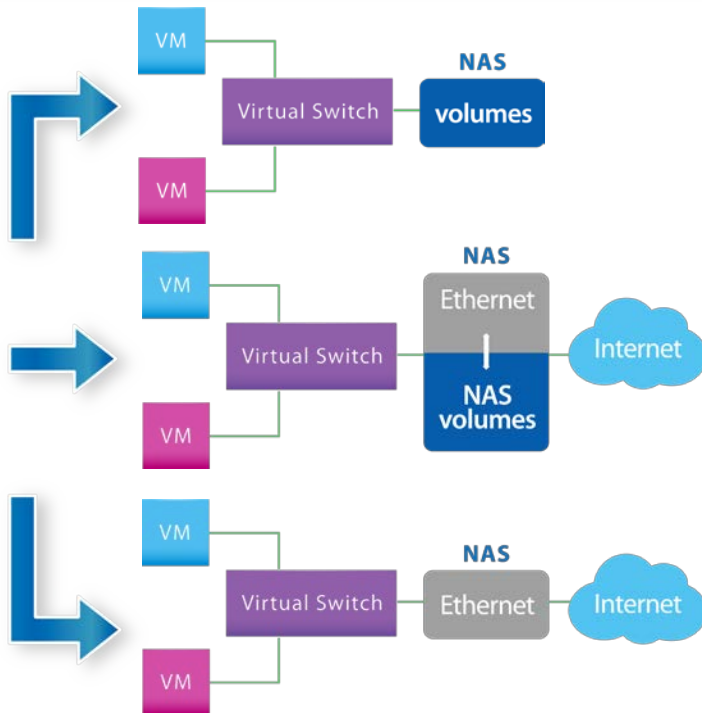 VM
NAS
Virtual Switch
volumes
VM
VM
NAS
Ethernet
Virtual Switch
Internet
NAS
volumes
VM
VM
NAS
Virtual Switch
Ethernet
Internet
VM